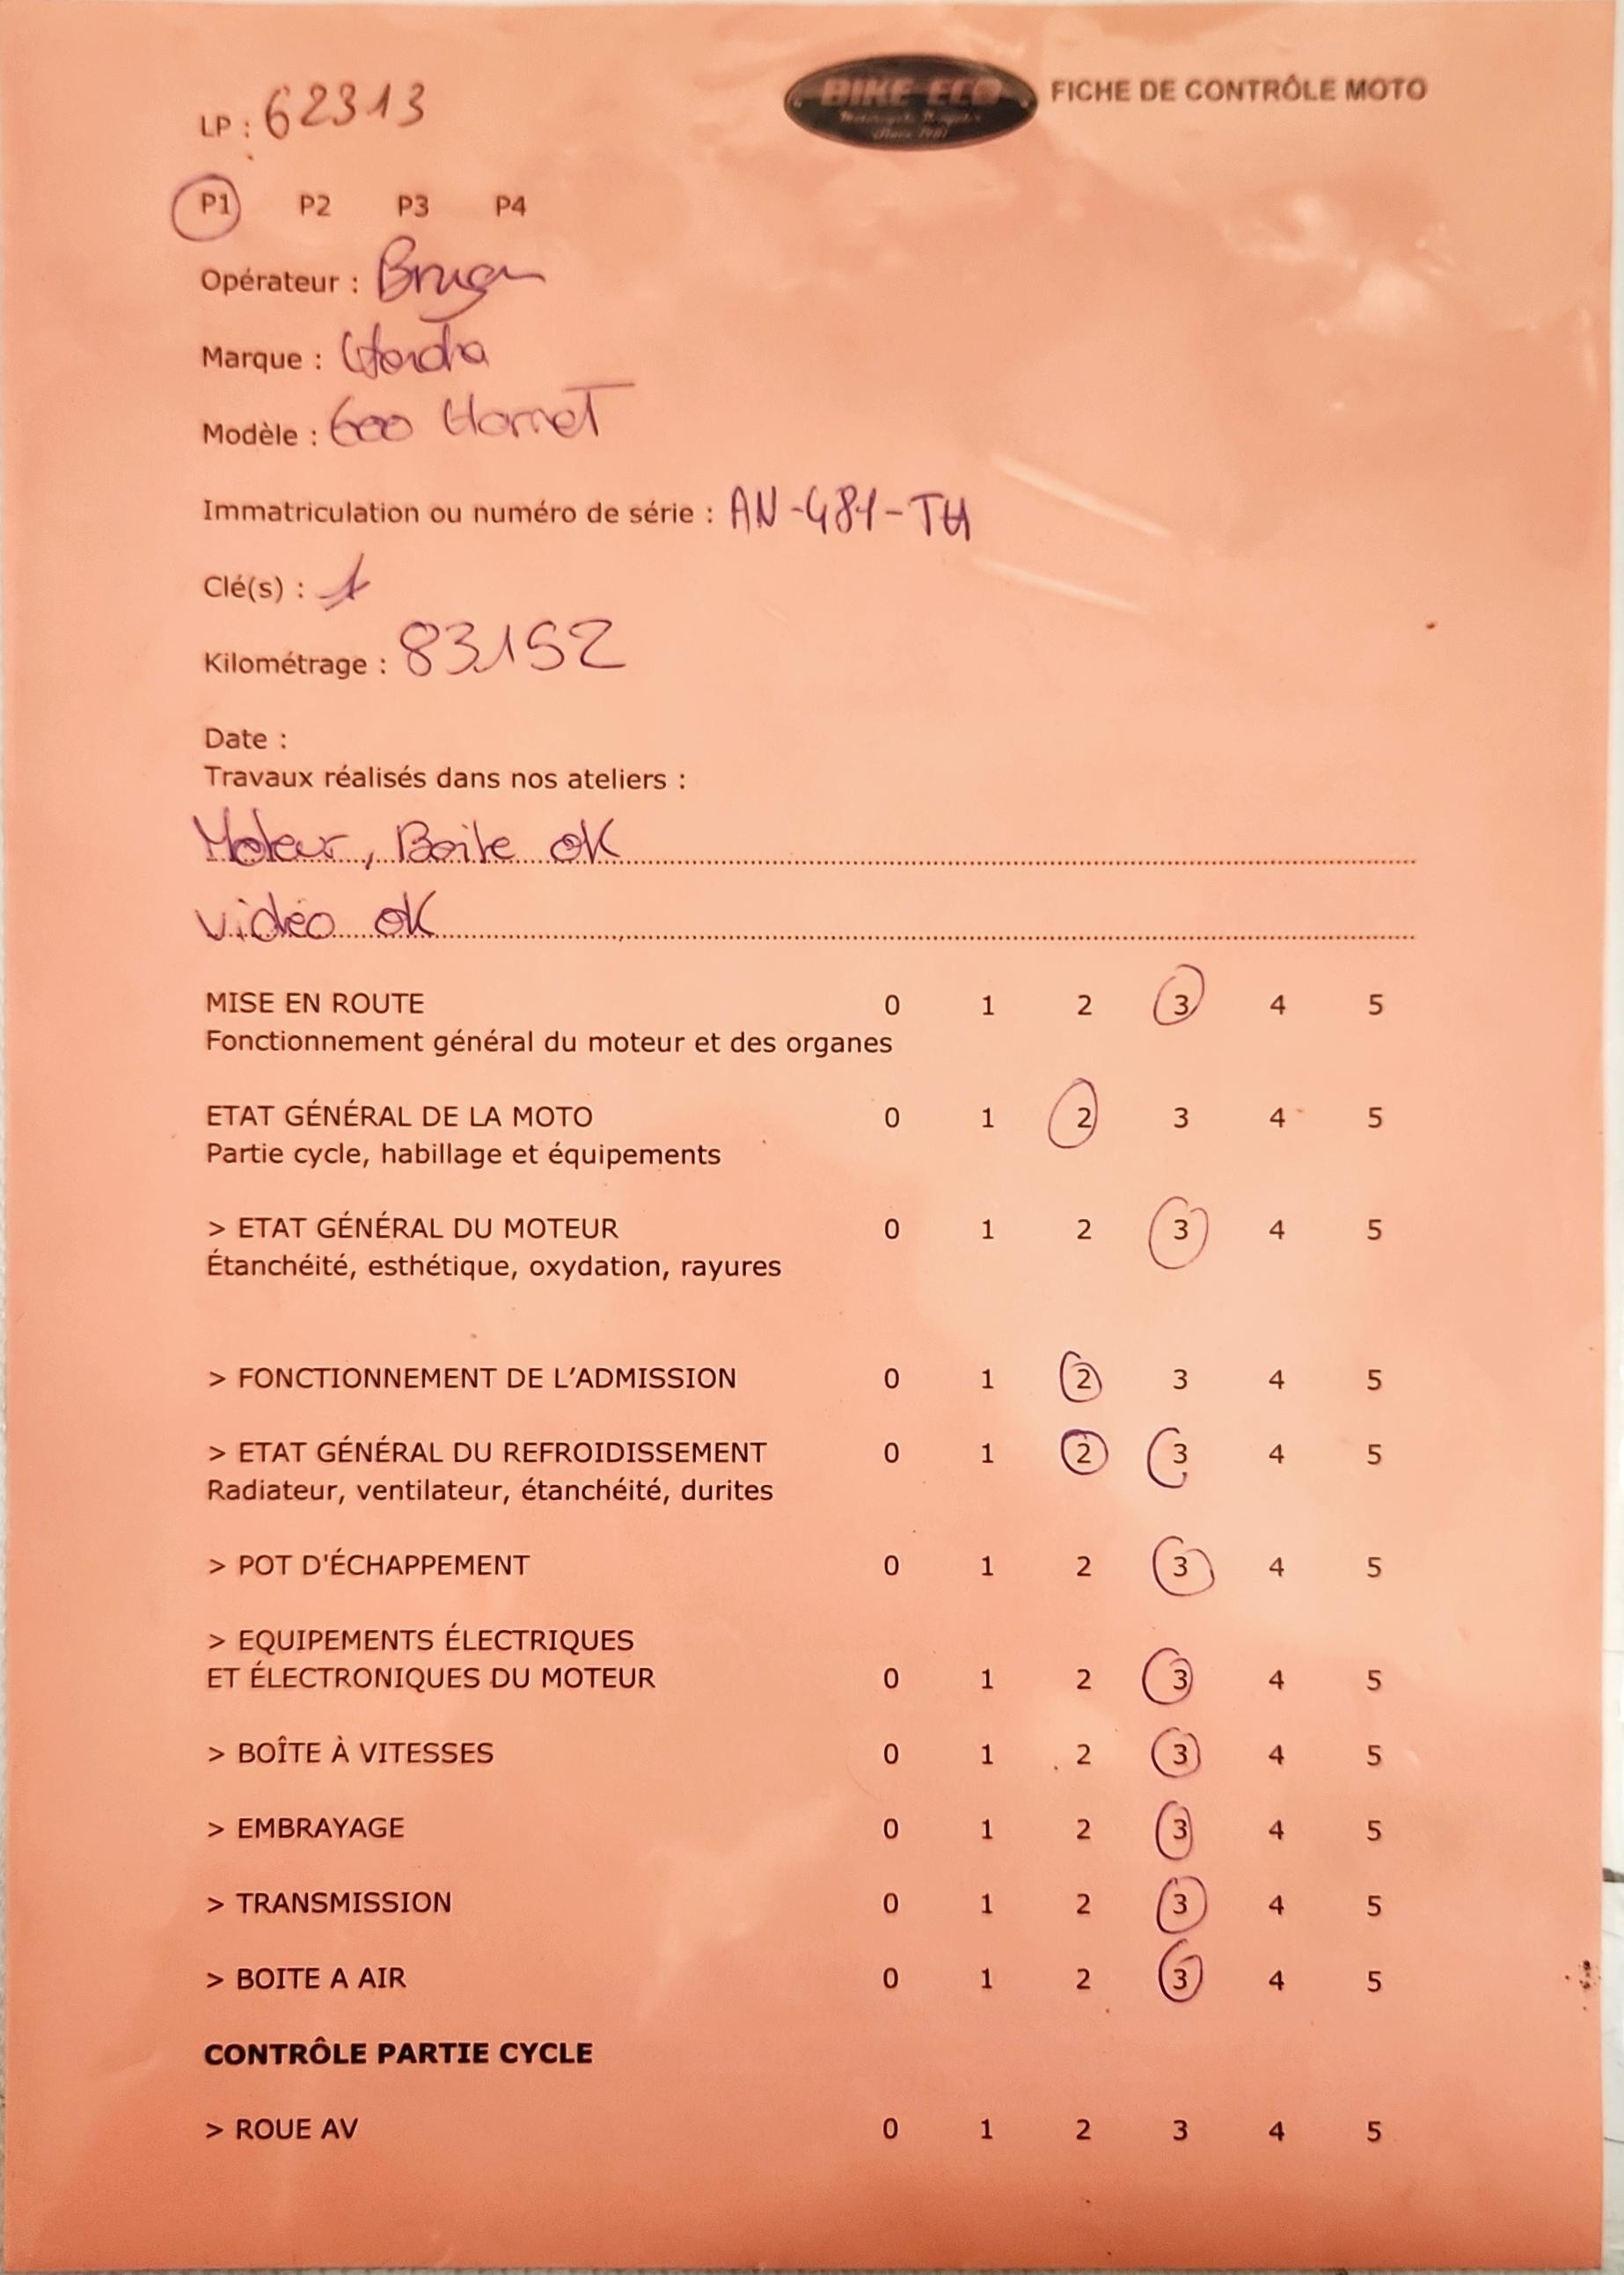 LP : 62313
BIKE ECO FICHE DE CONTRÔLE MOTO
P1 P2 P3 P4
Opérateur :
Marque : Honda
Modèle : 600 Hornet
Immatriculation ou numéro de série : AN-481-TH
Clé(s) : 1
Kilométrage : 83152
Date :
Travaux réalisés dans nos ateliers :
Moteur, Boite OK
vidéo OK
MISE EN ROUTE 0 1 2 3 4 5
Fonctionnement général du moteur et des organes
ETAT GÉNÉRAL DE LA MOTO 0 1 2 3 4 5
Partie cycle, habillage et équipements
> ETAT GÉNÉRAL DU MOTEUR 0 1 2 3 4 5
Étanchéité, esthétique, oxydation, rayures
> FONCTIONNEMENT DE L'ADMISSION 0 1 2 3 4 5
> ETAT GÉNÉRAL DU REFROIDISSEMENT 0 1 2 3 4 5
Radiateur, ventilateur, étanchéité, durites
> POT D'ÉCHAPPEMENT 0 1 2 3 4 5
> EQUIPEMENTS ÉLECTRIQUES
ET ÉLECTRONIQUES DU MOTEUR 0 1 2 3 4 5
> BOÎTE À VITESSES 0 1 2 3 4 5
> EMBRAYAGE 0 1 2 3 4 5
> TRANSMISSION 0 1 2 3 4 5
> BOITE A AIR 0 1 2 3 4 5
CONTRÔLE PARTIE CYCLE
> ROUE AV 0 1 2 3 4 5